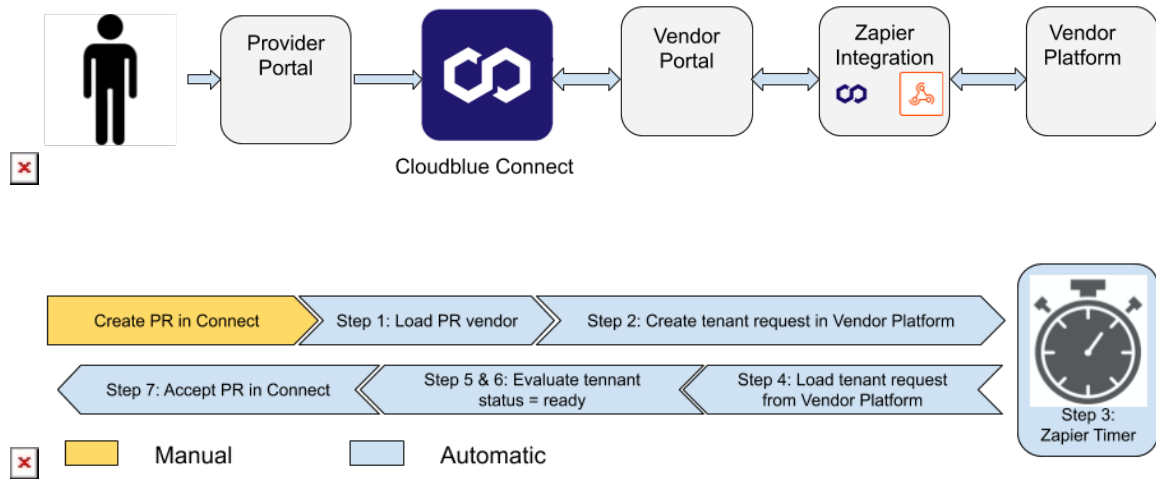 Provider
Portal
Vendor
Portal
Zapier
Integration
Vendor
Platform
Cloudblue Connect
Create PR in Connect
Step 1: Load PR vendor
Step 2: Create tenant request in Vendor Platform
Step 3:
Zapier Timer
Step 4: Load tenant request
from Vendor Platform
Step 5 & 6: Evaluate tennant
status = ready
Step 7: Accept PR in Connect
Manual
Automatic